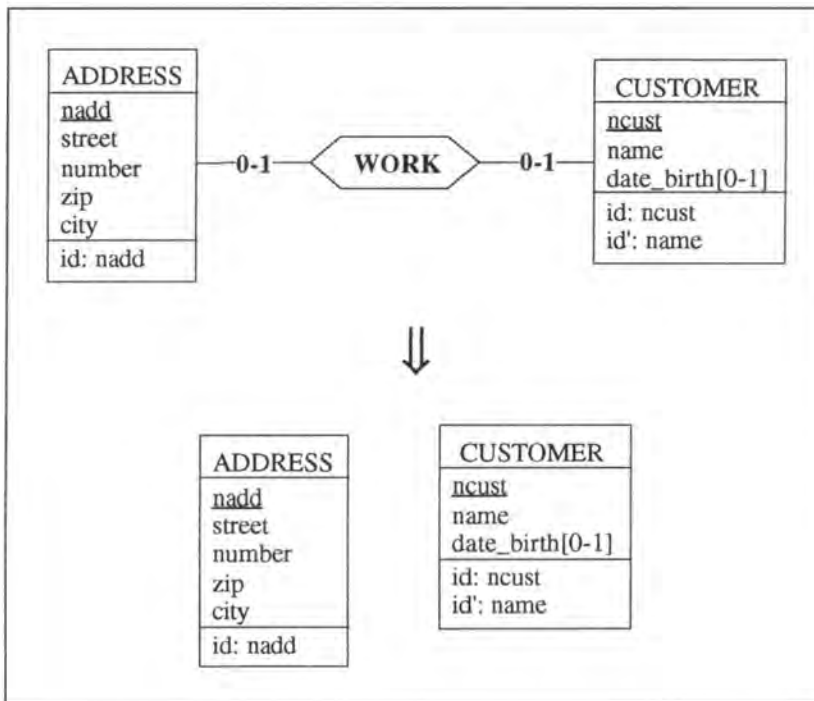 ADDRESS
nadd
street
number
zip
city
id: nadd
0-1
WORK
0-1
CUSTOMER
ncust
name
date_birth[0-1]
id: ncust
id': name
⇓
ADDRESS
nadd
street
number
zip
city
id: nadd
CUSTOMER
ncust
name
date_birth[0-1]
id: ncust
id': name